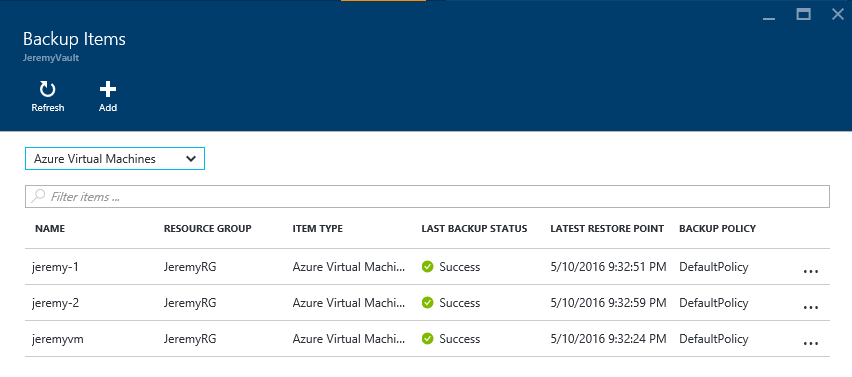 Backup Items
JeremyVault
Refresh Add
Azure Virtual Machines
Filter items ...
NAME RESOURCE GROUP ITEM TYPE LAST BACKUP STATUS LATEST RESTORE POINT BACKUP POLICY
jeremy-1 JeremyRG Azure Virtual Machi... Success 5/10/2016 9:32:51 PM DefaultPolicy ...
jeremy-2 JeremyRG Azure Virtual Machi... Success 5/10/2016 9:32:59 PM DefaultPolicy ...
jeremyvm JeremyRG Azure Virtual Machi... Success 5/10/2016 9:32:24 PM DefaultPolicy ...